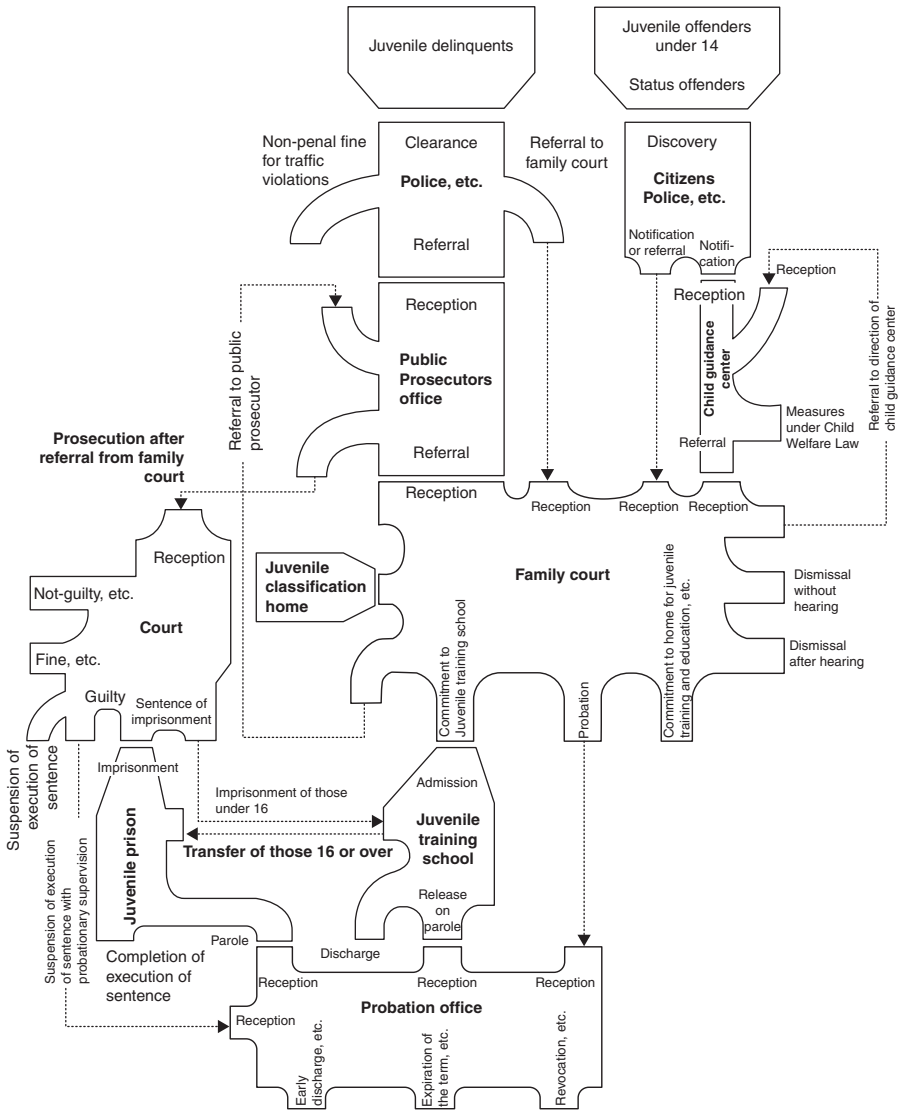 Juvenile delinquents
Juvenile offenders
under 14
Status offenders
Non-penal fine
for traffic
violations
Clearance
Police, etc.
Referral
Referral to
family court
Discovery
Citizens
Police, etc.
Notification
or referral
Notifi-
cation
Reception
Reception
Child guidance
center
Referral
Measures
under Child
Welfare Law
Referral to direction of
child guidance center
Reception
Public
Prosecutors
office
Referral
Referral to public
prosecutor
Prosecution after
referral from family
court
Reception
Reception
Reception
Reception
Family court
Juvenile
classification
home
Dismissal
without
hearing
Dismissal
after hearing
Commitment to
Juvenile training school
Probation
Commitment to home for juvenile
training and education, etc.
Reception
Not-guilty, etc.
Court
Fine, etc.
Guilty
Sentence of
imprisonment
Suspension of
execution of
sentence
Suspension of execution
of sentence with
probationary supervision
Imprisonment
Juvenile prison
Imprisonment of those
under 16
Transfer of those 16 or over
Admission
Juvenile
training
school
Release
on
parole
Parole
Discharge
Completion of
execution of
sentence
Reception
Reception
Reception
Reception
Probation office
Early
discharge, etc.
Expiration of
the term, etc.
Revocation, etc.